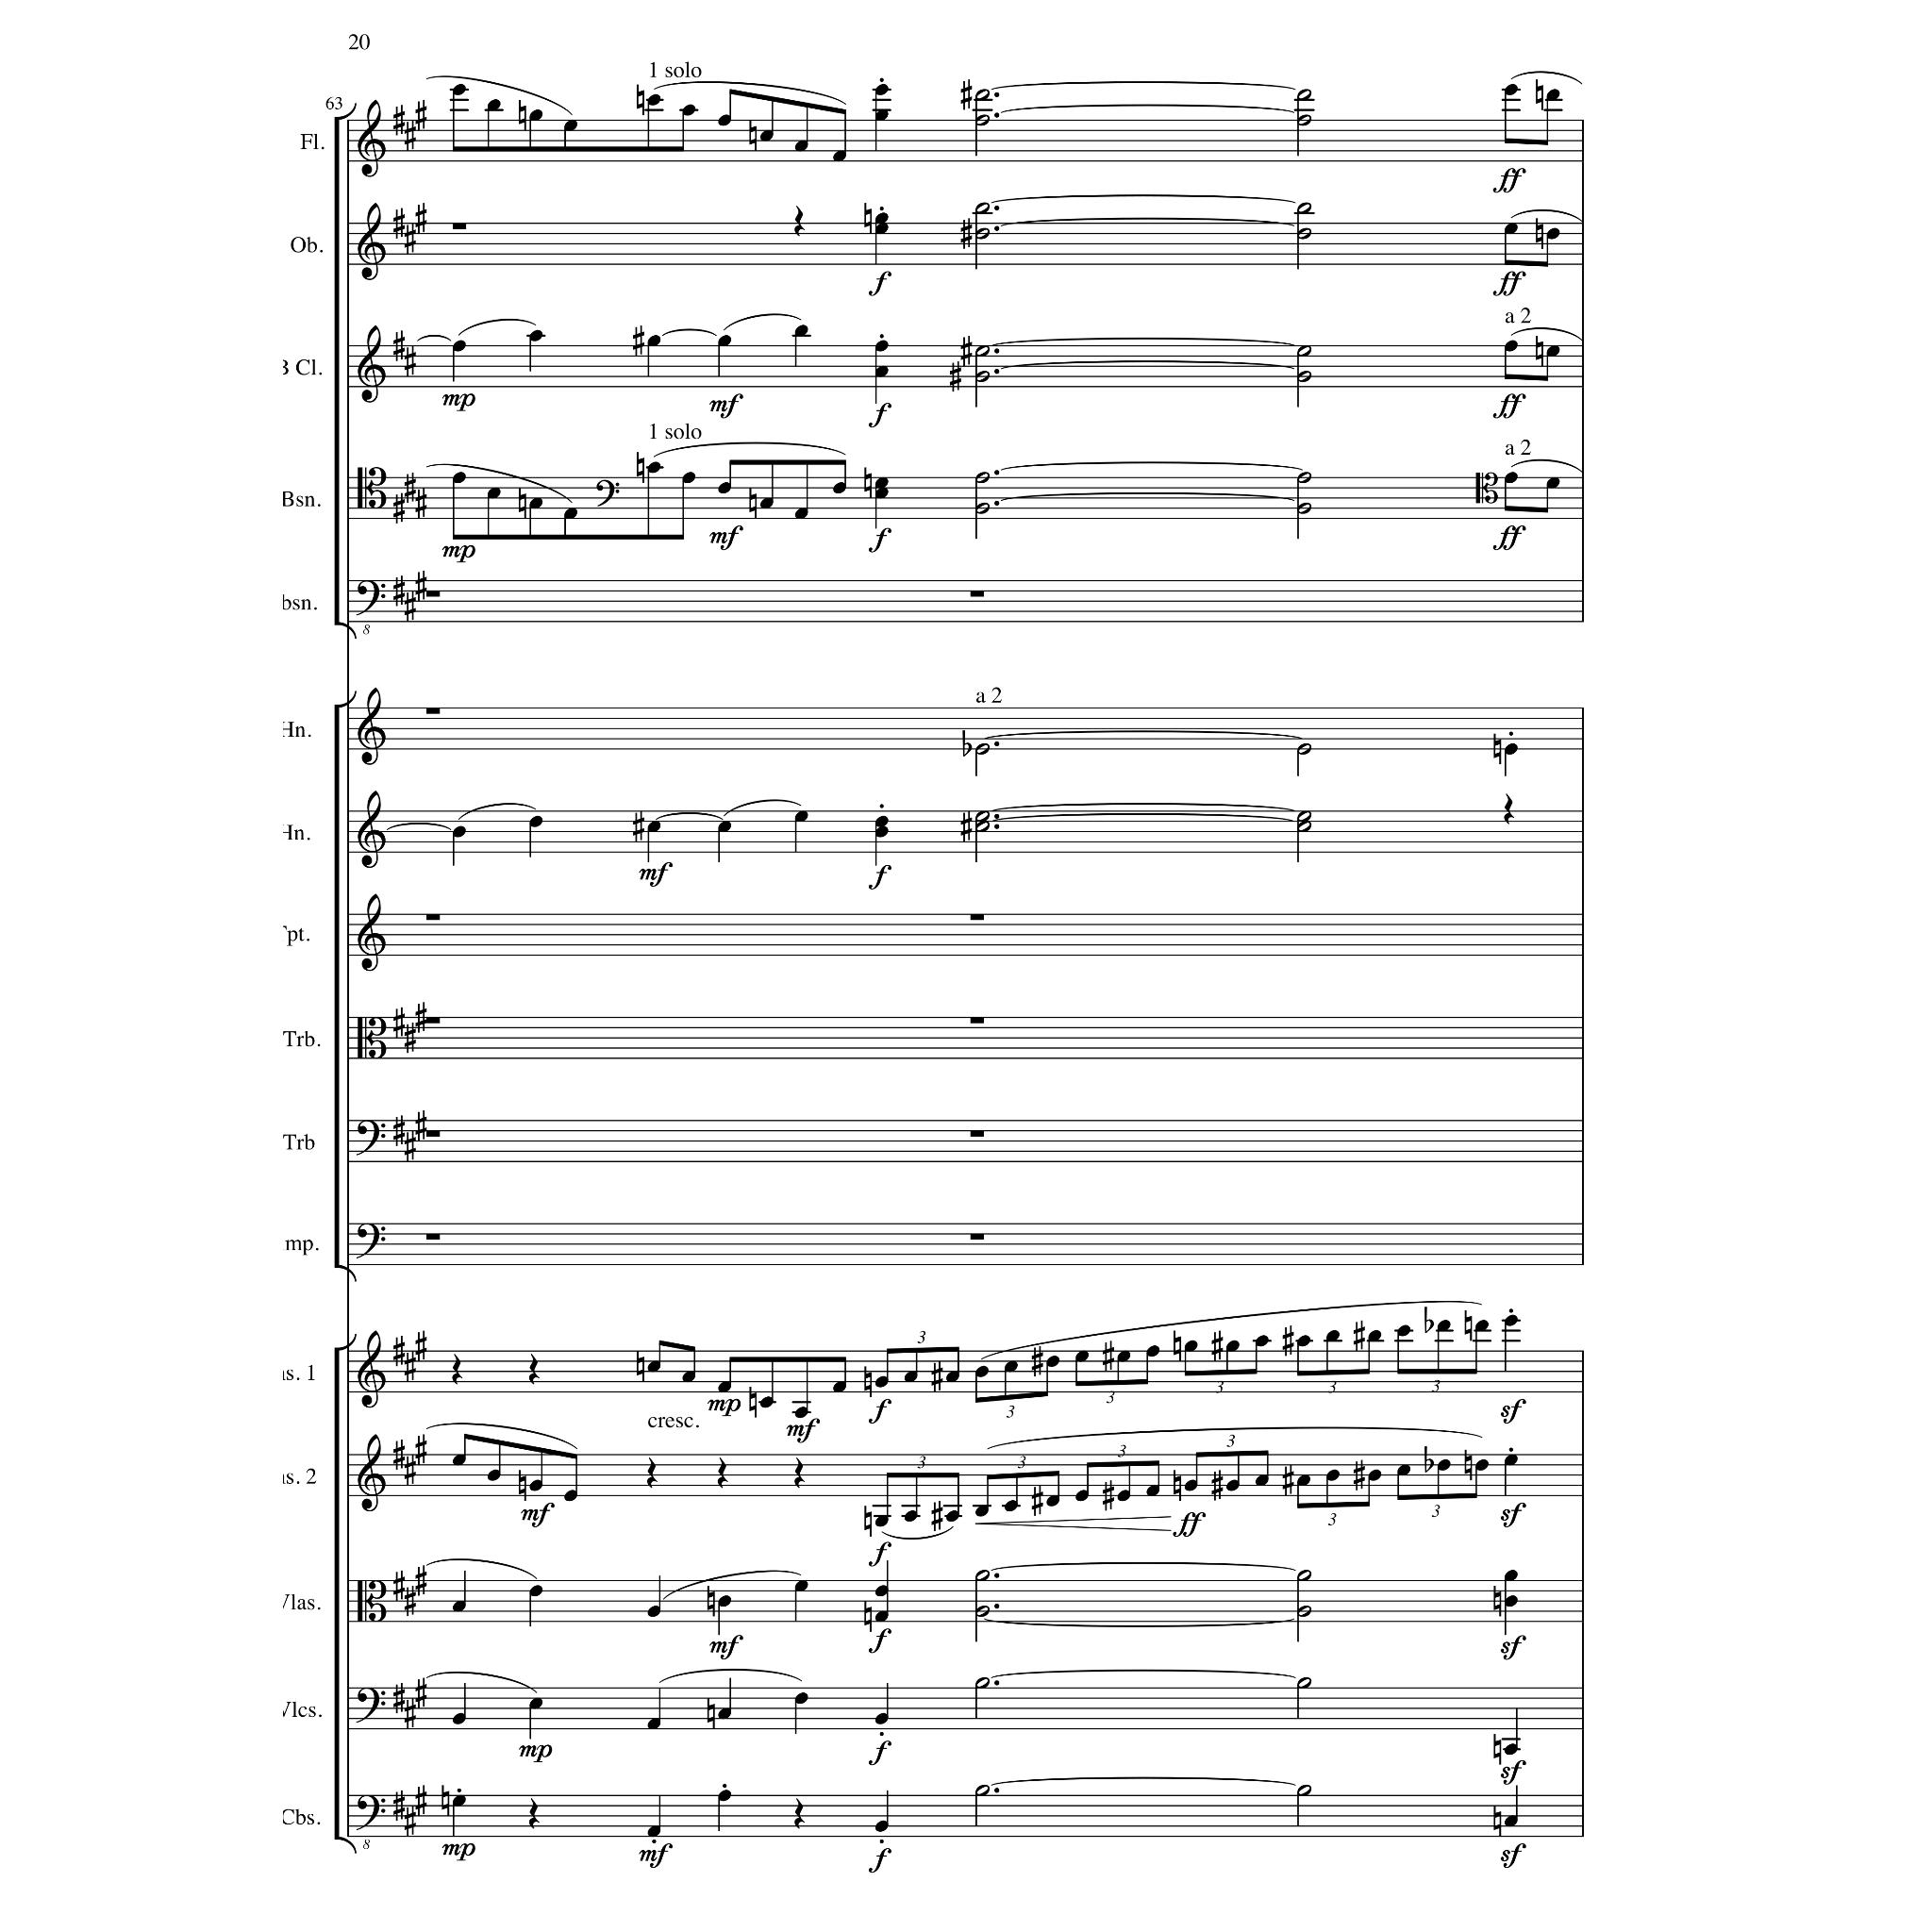 20
1 solo
63
Fl.
ff
Ob.
f
ff
a 2
B Cl.
mp
mf
f
ff
1 solo
a 2
Bsn.
mp
mf
f
ff
bsn.
8
a 2
Hn.
Hn.
mf
f
Tpt.
Trb.
Trb
mp.
3
3
3
3
3
3
ns. 1
mp
mf
f
sf
cresc.
3
3
3
3
3
3
ns. 2
mf
f
ff
sf
Vlas.
mf
f
sf
Vlcs.
mp
f
sf
Cbs.
8
mp
mf
f
sf